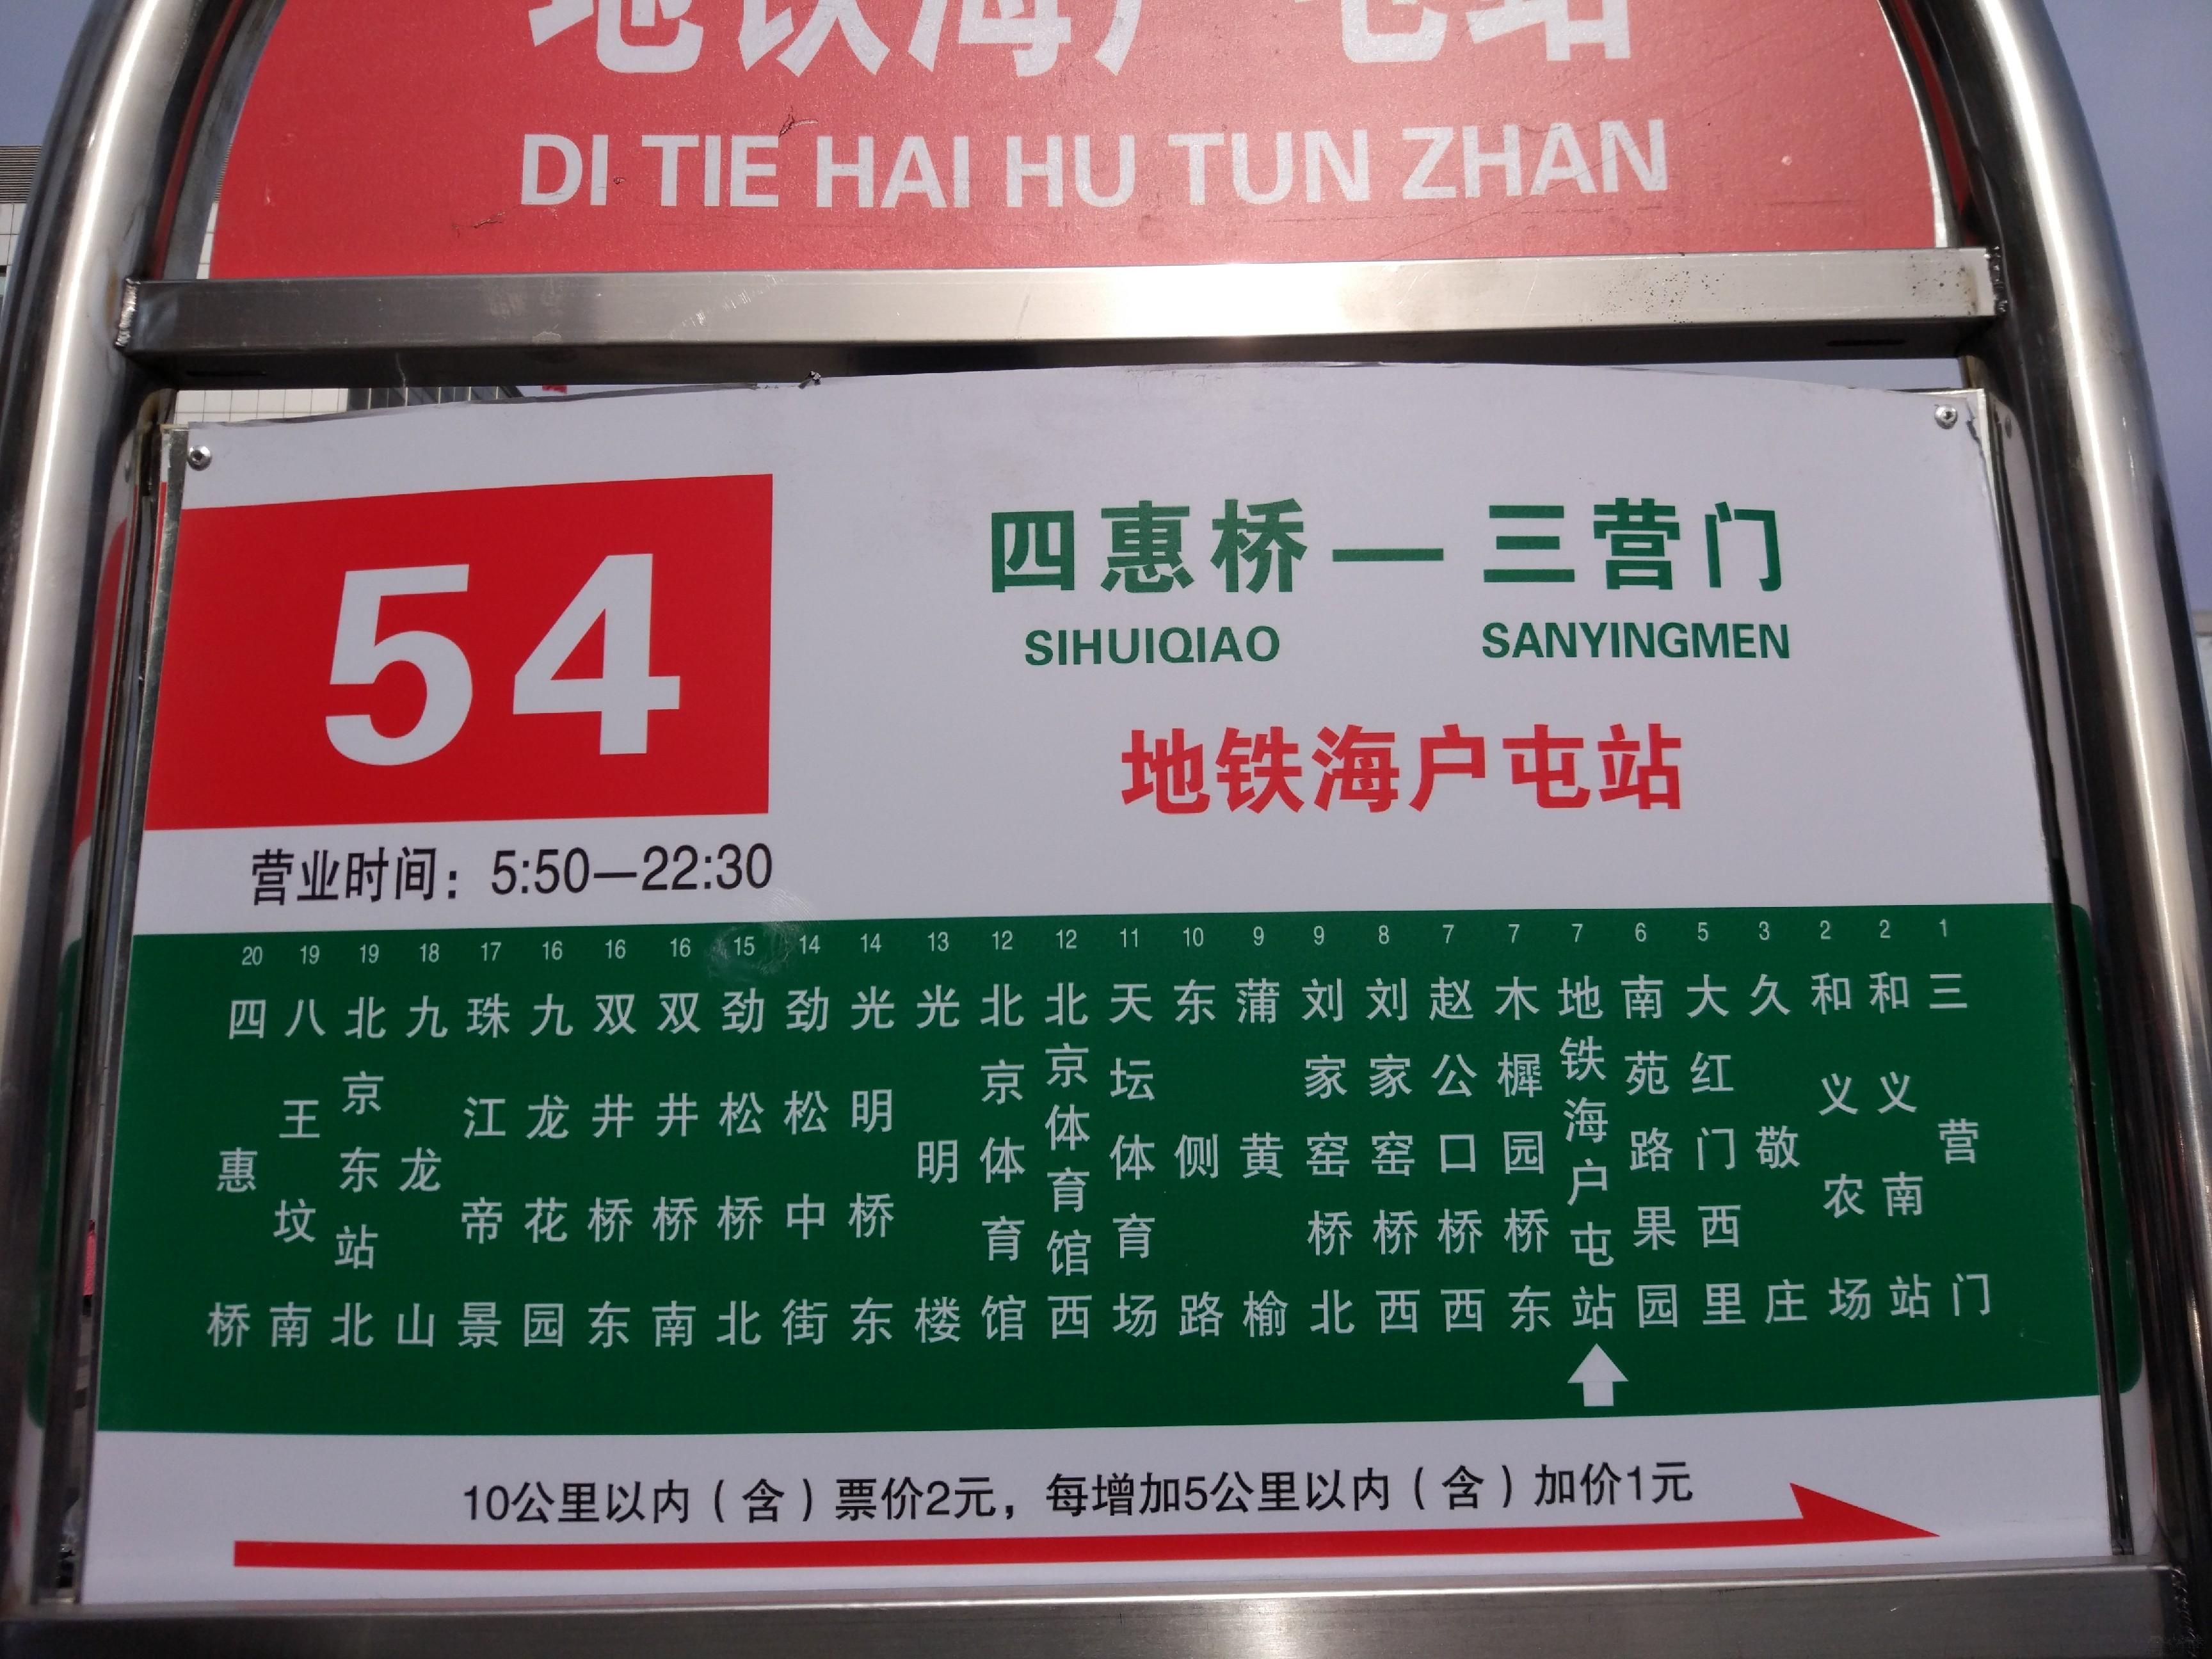 地铁海户屯站
DI TIE HAI HU TUN ZHAN
54
四惠桥—三营门
SIHUIQIAO SANYINGMEN
地铁海户屯站
营业时间：5:50—22:30
20 四惠桥
19 八王坟南
19 北京东站北
18 九龙山
17 珠江帝景
16 九龙花园
16 双井桥东
16 双井桥南
15 劲松桥北
14 劲松中街
14 光明桥东
13 光明楼
12 北京体育馆
12 北京体育馆西
11 天坛体育场
10 东侧路
9 蒲黄榆
9 刘家窑桥北
8 刘家窑桥西
7 赵公口桥西
7 木樨园桥东
7 地铁海户屯站
6 南苑路果园
5 大红门西里
3 久敬庄
2 和义农场
2 和义南站
1 三营门
10公里以内（含）票价2元，每增加5公里以内（含）加价1元